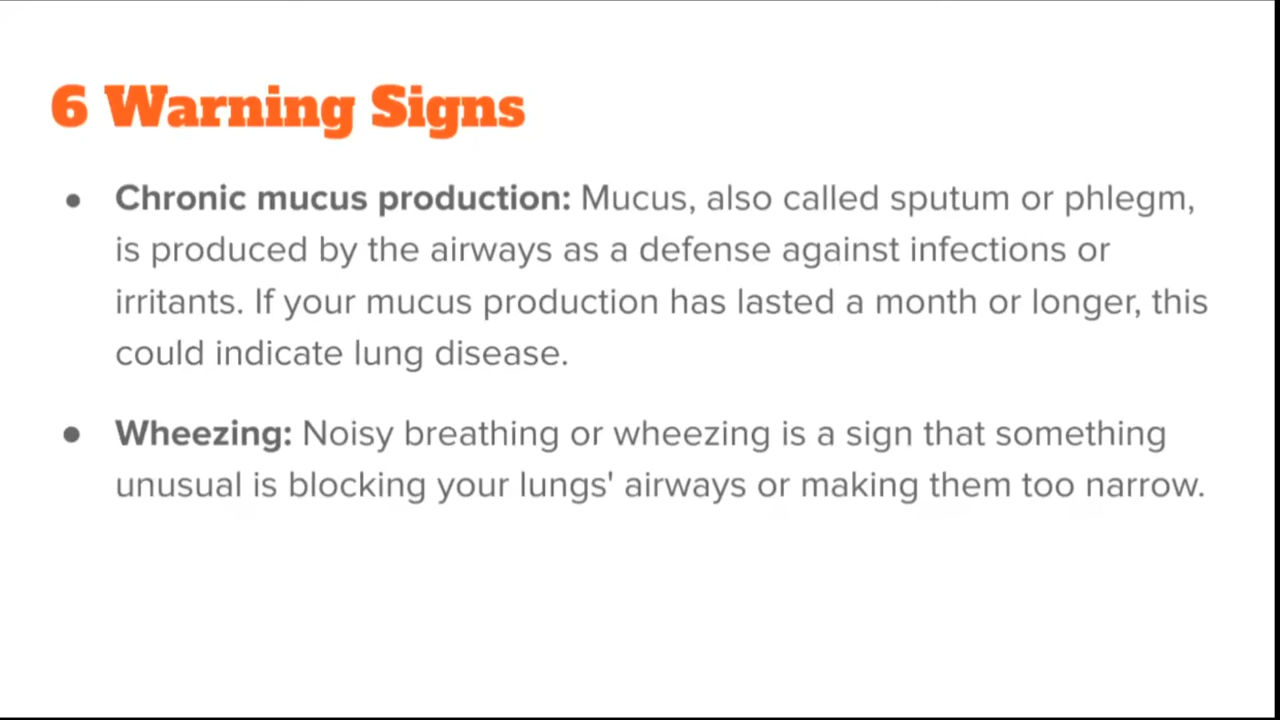 6 Warning Signs
● Chronic mucus production: Mucus, also called sputum or phlegm,
is produced by the airways as a defense against infections or
irritants. If your mucus production has lasted a month or longer, this
could indicate lung disease.
● Wheezing: Noisy breathing or wheezing is a sign that something
unusual is blocking your lungs' airways or making them too narrow.